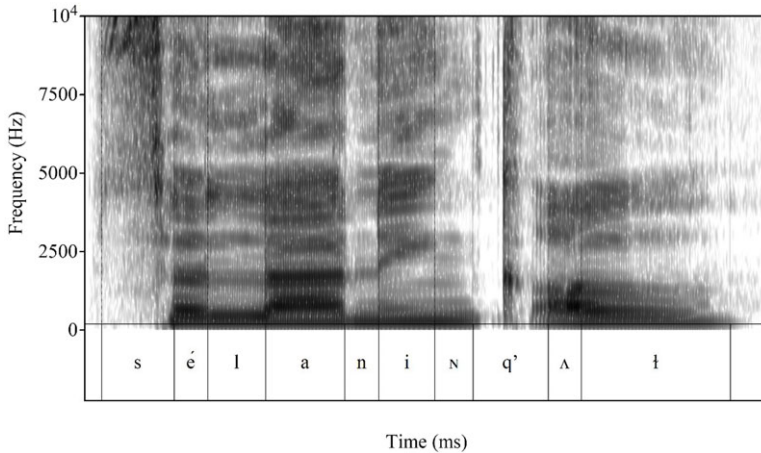 10⁴
7500
5000
2500
0
Frequency (Hz)
s é l a n i ɴ q’ ʌ ɫ
Time (ms)